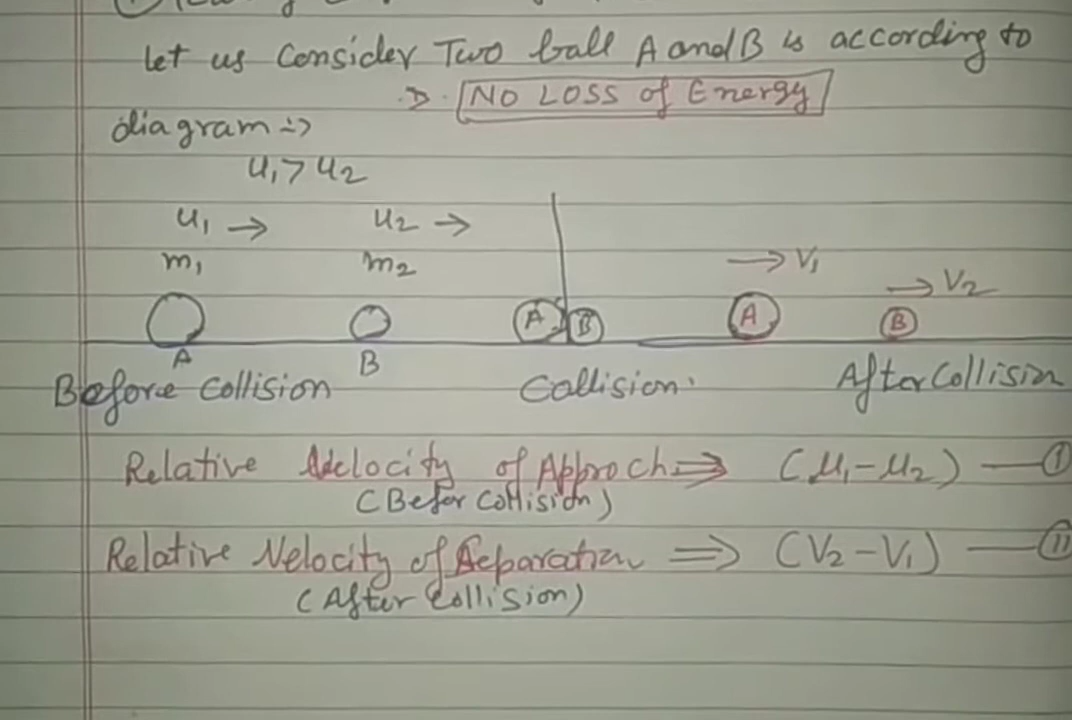 Let us Consider Two ball A and B is according to
NO LOSS of Energy
diagram :->
u1 > u2
u1 → u2 →
m1 m2
→ V1
→ V2
A B A B
A B
Before Collision Collision. After Collision
Relative Velocity of Approch ⇒ (u1 - u2) — I
(Befor Collision)
Relative Velocity of Separation ⇒ (V2 - V1) — II
(After Collision)